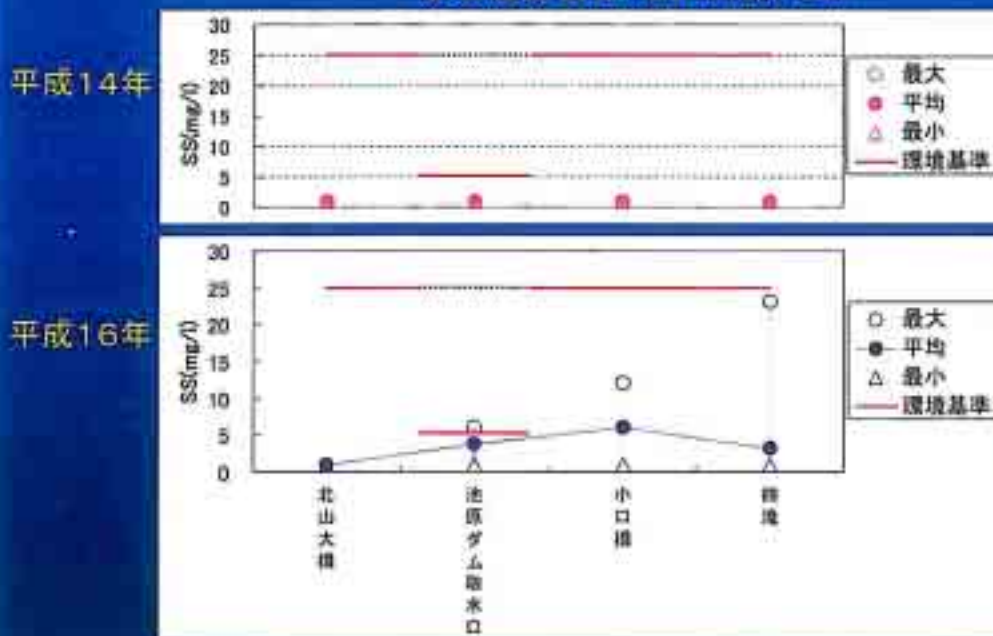 平成14年
SS(mg/l)
30
25
20
15
10
5
0
最大
平均
最小
環境基準
平成16年
SS(mg/l)
30
25
20
15
10
5
0
最大
平均
最小
環境基準
北山大橋
池原ダム取水口
小口橋